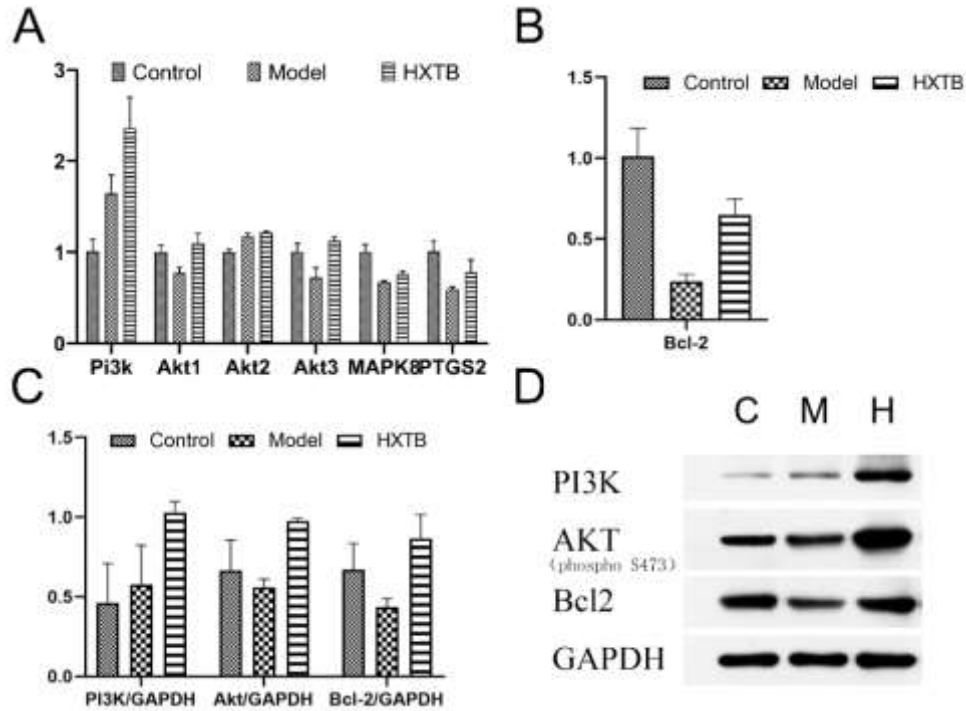 A
3
2
1
0
Control Model HXTB
Pi3k Akt1 Akt2 Akt3 MAPK8 PTGS2
B
1.5
1.0
0.5
0.0
Control Model HXTB
Bcl-2
C
1.5
1.0
0.5
0.0
Control Model HXTB
PI3K/GAPDH Akt/GAPDH Bcl-2/GAPDH
D
C M H
PI3K
AKT
(phospho S473)
Bcl2
GAPDH